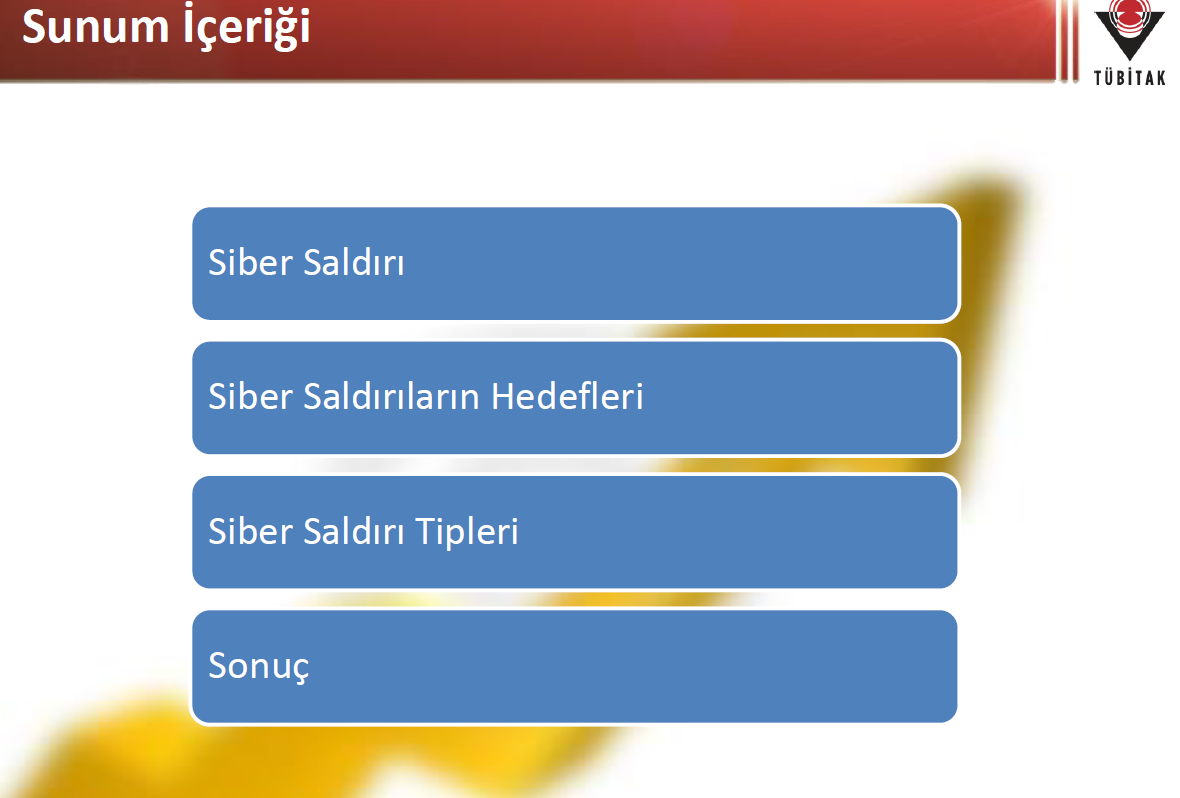 Sunum İçeriği
TÜBİTAK
Siber Saldırı
Siber Saldırıların Hedefleri
Siber Saldırı Tipleri
Sonuç